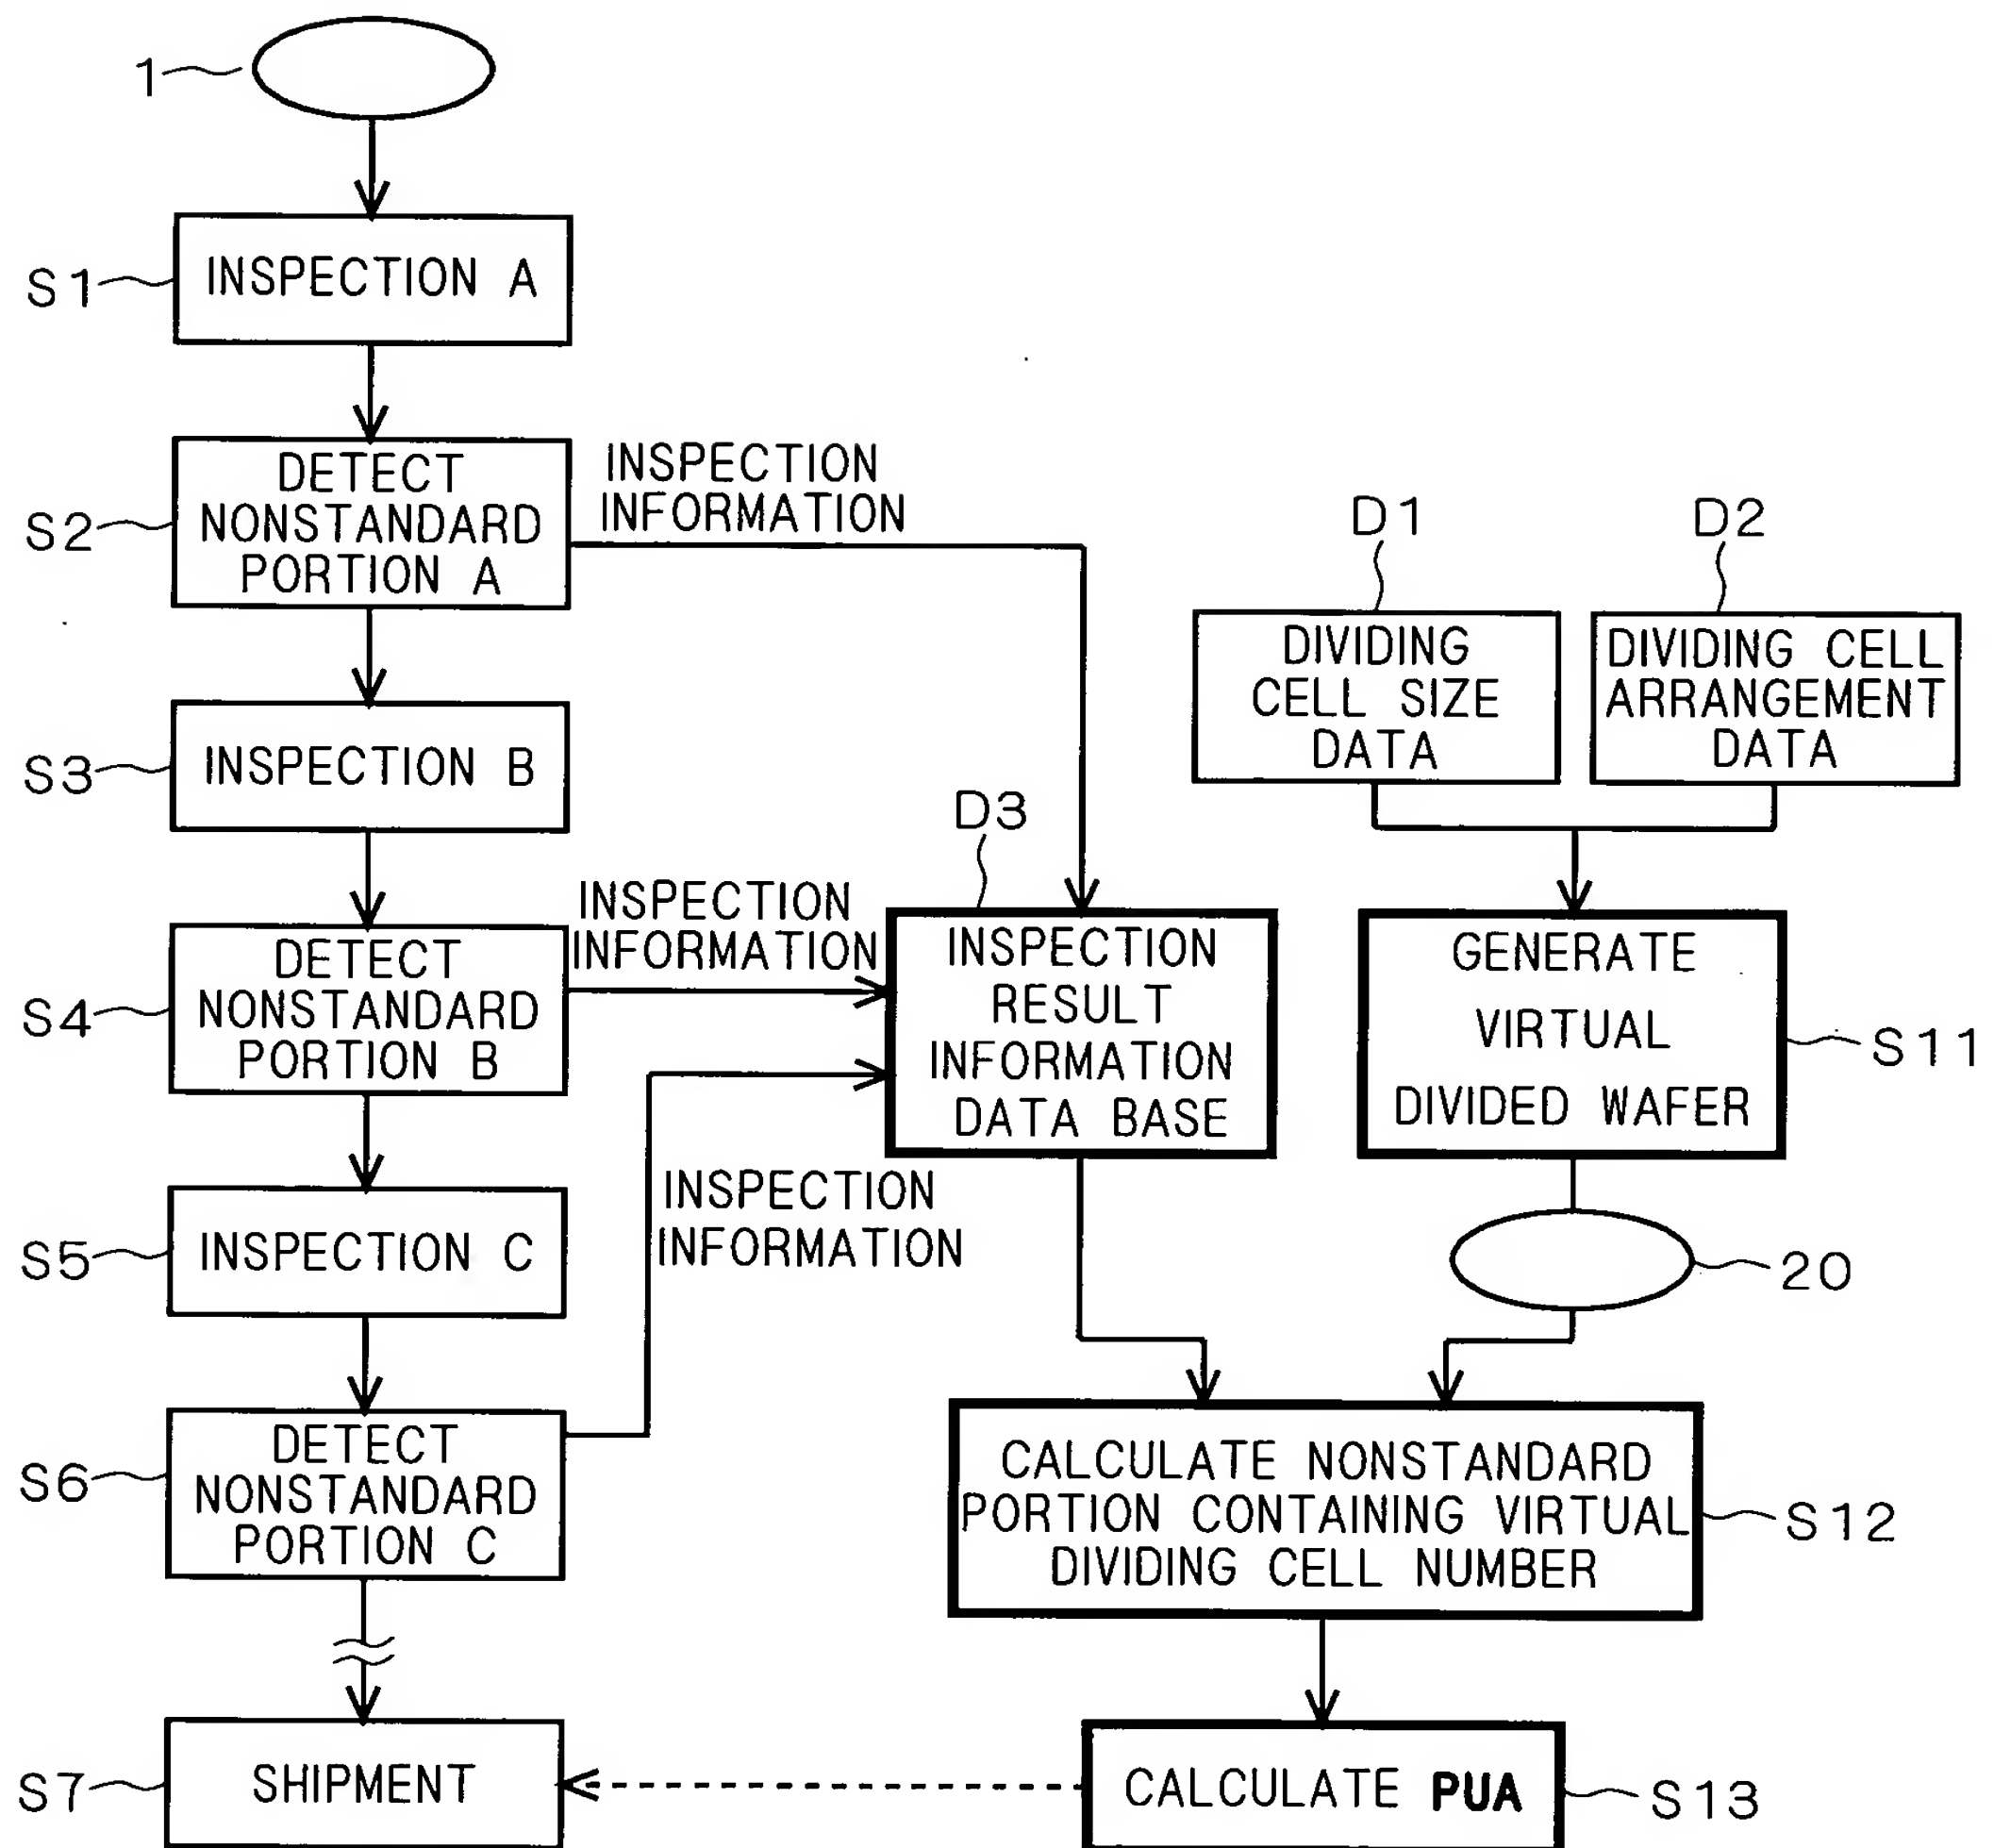 1
S1
INSPECTION A
S2
DETECT
NONSTANDARD
PORTION A
INSPECTION
INFORMATION
S3
INSPECTION B
S4
DETECT
NONSTANDARD
PORTION B
INSPECTION
INFORMATION
S5
INSPECTION C
S6
DETECT
NONSTANDARD
PORTION C
INSPECTION
INFORMATION
S7
SHIPMENT
D1
DIVIDING
CELL SIZE
DATA
D2
DIVIDING CELL
ARRANGEMENT
DATA
D3
INSPECTION
RESULT
INFORMATION
DATA BASE
GENERATE
VIRTUAL
DIVIDED WAFER
S11
20
CALCULATE NONSTANDARD
PORTION CONTAINING VIRTUAL
DIVIDING CELL NUMBER
S12
CALCULATE PUA
S13